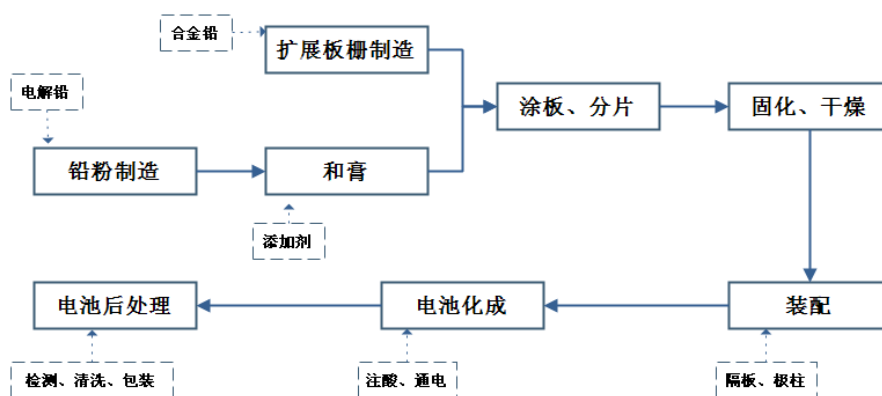 合金铅
扩展板栅制造
电解铅
涂板、分片
固化、干燥
铅粉制造
和膏
添加剂
电池后处理
电池化成
装配
检测、清洗、包装
注酸、通电
隔板、极柱